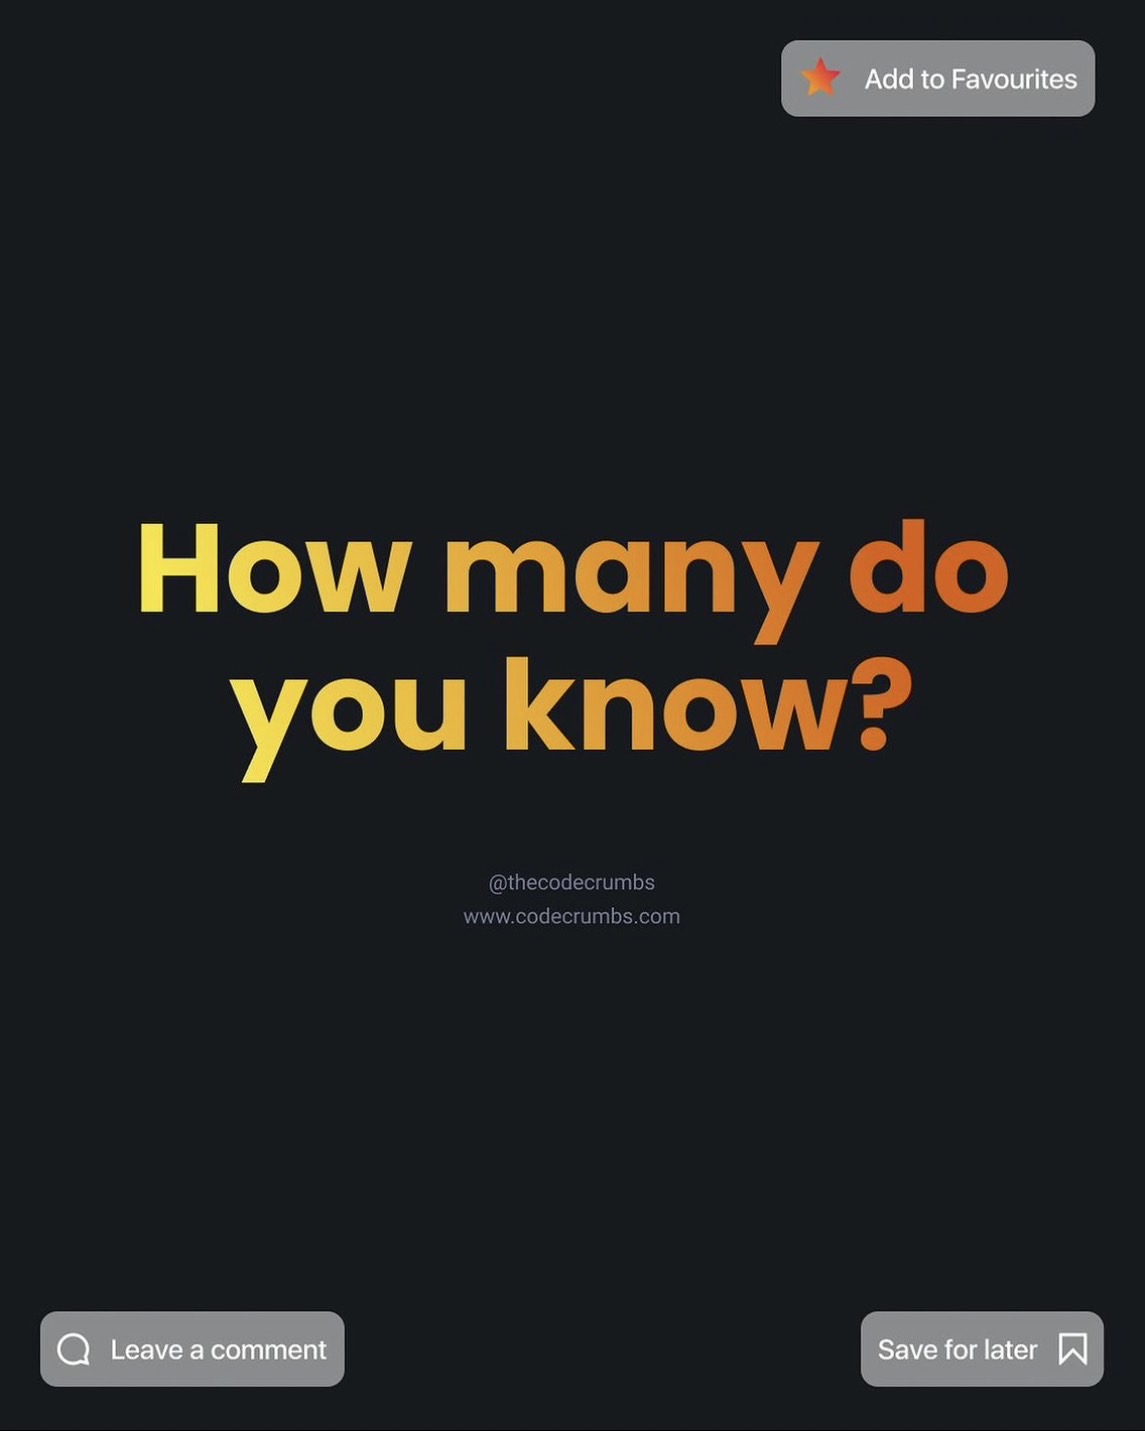 Add to Favourites
How many do
you know?
@thecodecrumbs
www.codecrumbs.com
Leave a comment
Save for later